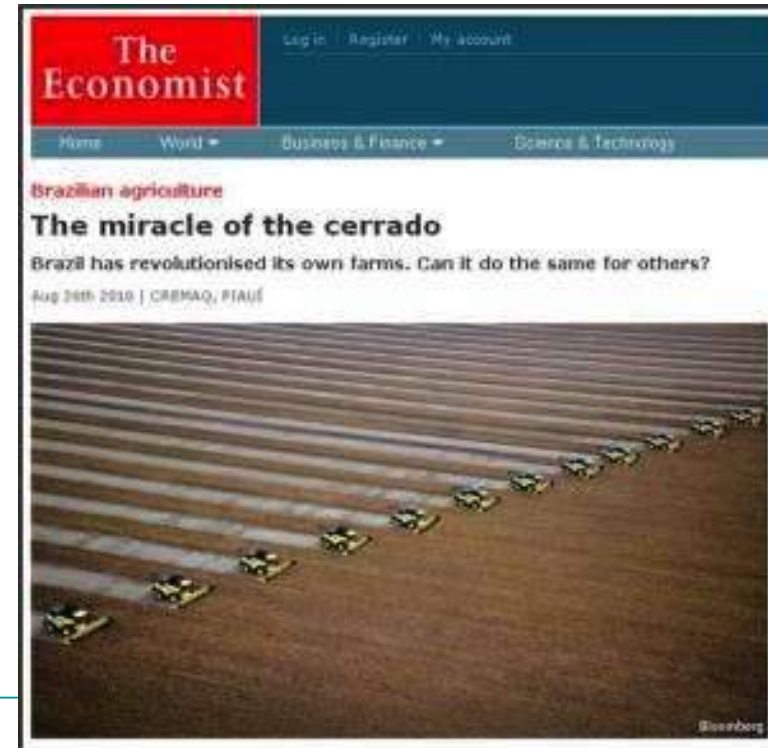 The
Economist
Log in Register My account
Home World Business & Finance Science & Technology
Brazilian agriculture
The miracle of the cerrado
Brazil has revolutionised its own farms. Can it do the same for others?
Aug 26th 2010 | CREMAQ, PIAUÍ
Bloomberg